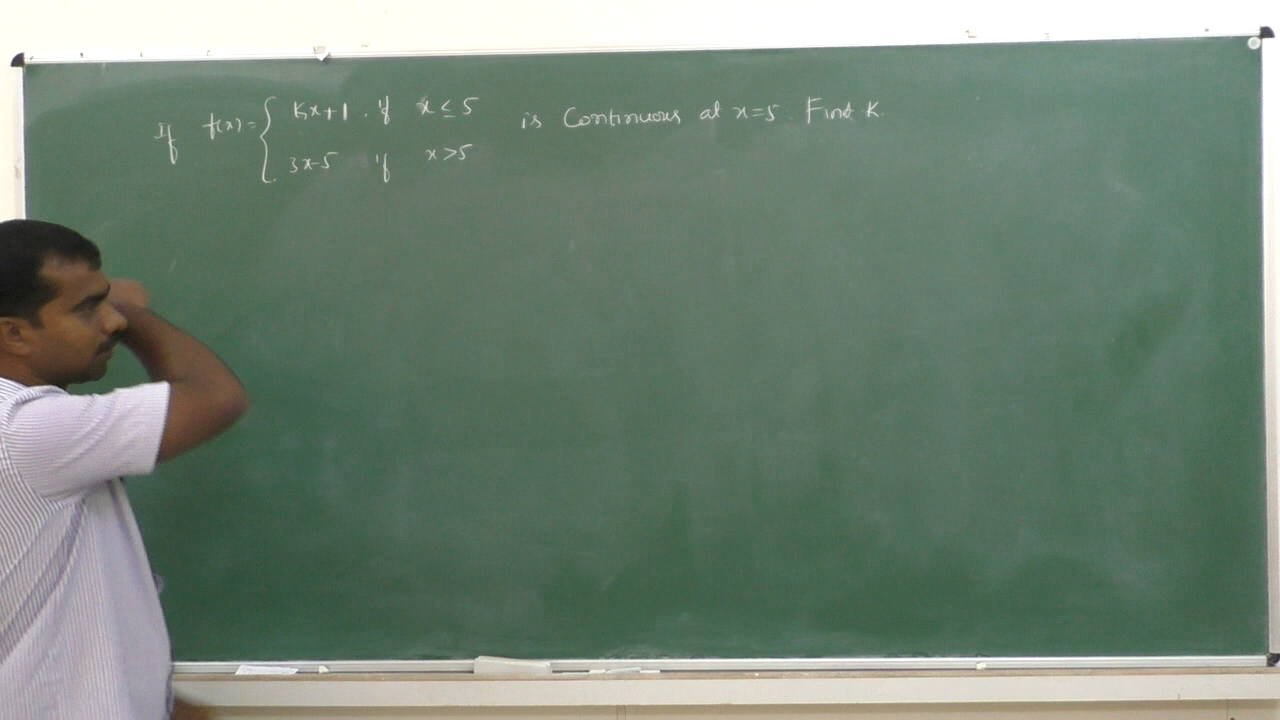 If f(x) = { kx+1 . if x ≤ 5 is Continuous at x=5 Find K.
3x-5 if x > 5